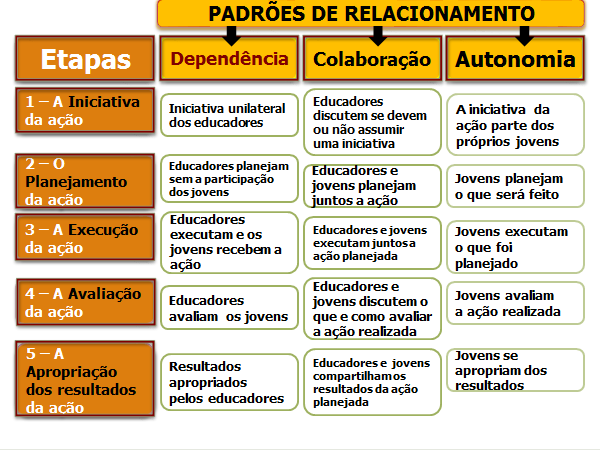 PADRÕES DE RELACIONAMENTO
Etapas
Dependência
Colaboração
Autonomia
1 – A Iniciativa
da ação
Iniciativa unilateral
dos educadores
Educadores
discutem se devem
ou não assumir
uma iniciativa
A iniciativa da
ação parte dos
próprios jovens
2 – O
Planejamento
da ação
Educadores planejam
sem a participação
dos jovens
Educadores e
jovens planejam
juntos a ação
Jovens planejam
o que será feito
3 – A Execução
da ação
Educadores
executam e os
jovens recebem a
ação
Educadores e jovens
executam juntos a
ação planejada
Jovens executam
o que foi
planejado
4 – A Avaliação
da ação
Educadores
avaliam os jovens
Educadores e
jovens discutem o
que e como avaliar
a ação realizada
Jovens avaliam
a ação realizada
5 – A
Apropriação
dos resultados
da ação
Resultados
apropriados
pelos educadores
Educadores e jovens
compartilham os
resultados da ação
planejada
Jovens se
apropriam dos
resultados